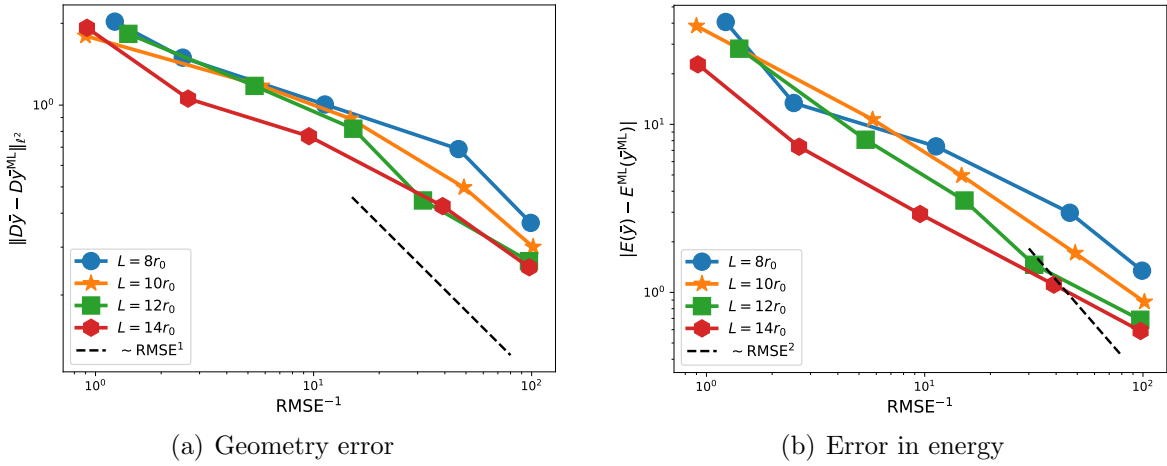 ‖Dȳ − Dȳ^ML‖_ℓ²
10⁰
L = 8r₀
L = 10r₀
L = 12r₀
L = 14r₀
~ RMSE¹
10⁰ 10¹ 10²
RMSE⁻¹
(a) Geometry error
|E(ȳ) − E^ML(ȳ^ML)|
10¹
10⁰
L = 8r₀
L = 10r₀
L = 12r₀
L = 14r₀
~ RMSE²
10⁰ 10¹ 10²
RMSE⁻¹
(b) Error in energy